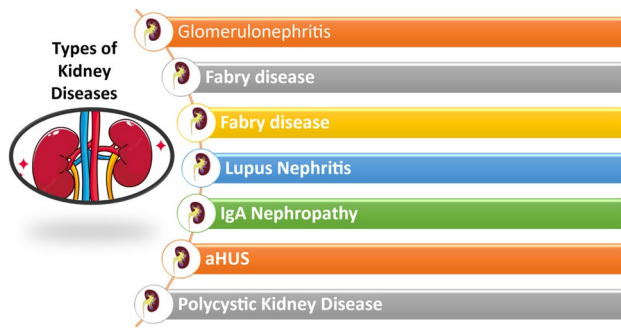 Types of
Kidney
Diseases
Glomerulonephritis
Fabry disease
Fabry disease
Lupus Nephritis
IgA Nephropathy
aHUS
Polycystic Kidney Disease